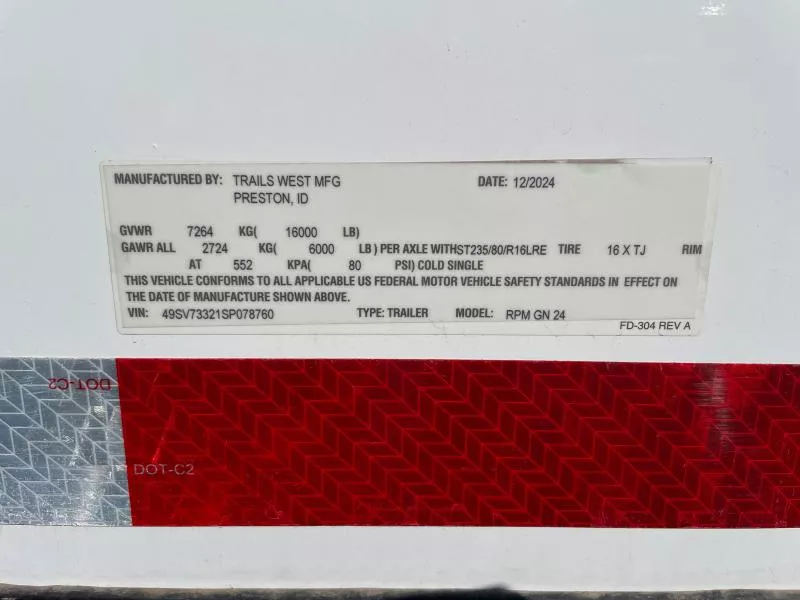 MANUFACTURED BY: TRAILS WEST MFG DATE: 12/2024
PRESTON, ID
GVWR 7264 KG( 16000 LB)
GAWR ALL 2724 KG( 6000 LB ) PER AXLE WITHST235/80/R16LRE TIRE 16 X TJ RIM
AT 552 KPA( 80 PSI) COLD SINGLE
THIS VEHICLE CONFORMS TO ALL APPLICABLE US FEDERAL MOTOR VEHICLE SAFETY STANDARDS IN EFFECT ON
THE DATE OF MANUFACTURE SHOWN ABOVE.
VIN: 49SV73321SP078760 TYPE: TRAILER MODEL: RPM GN 24
FD-304 REV A
DOT-C2
DOT-C2